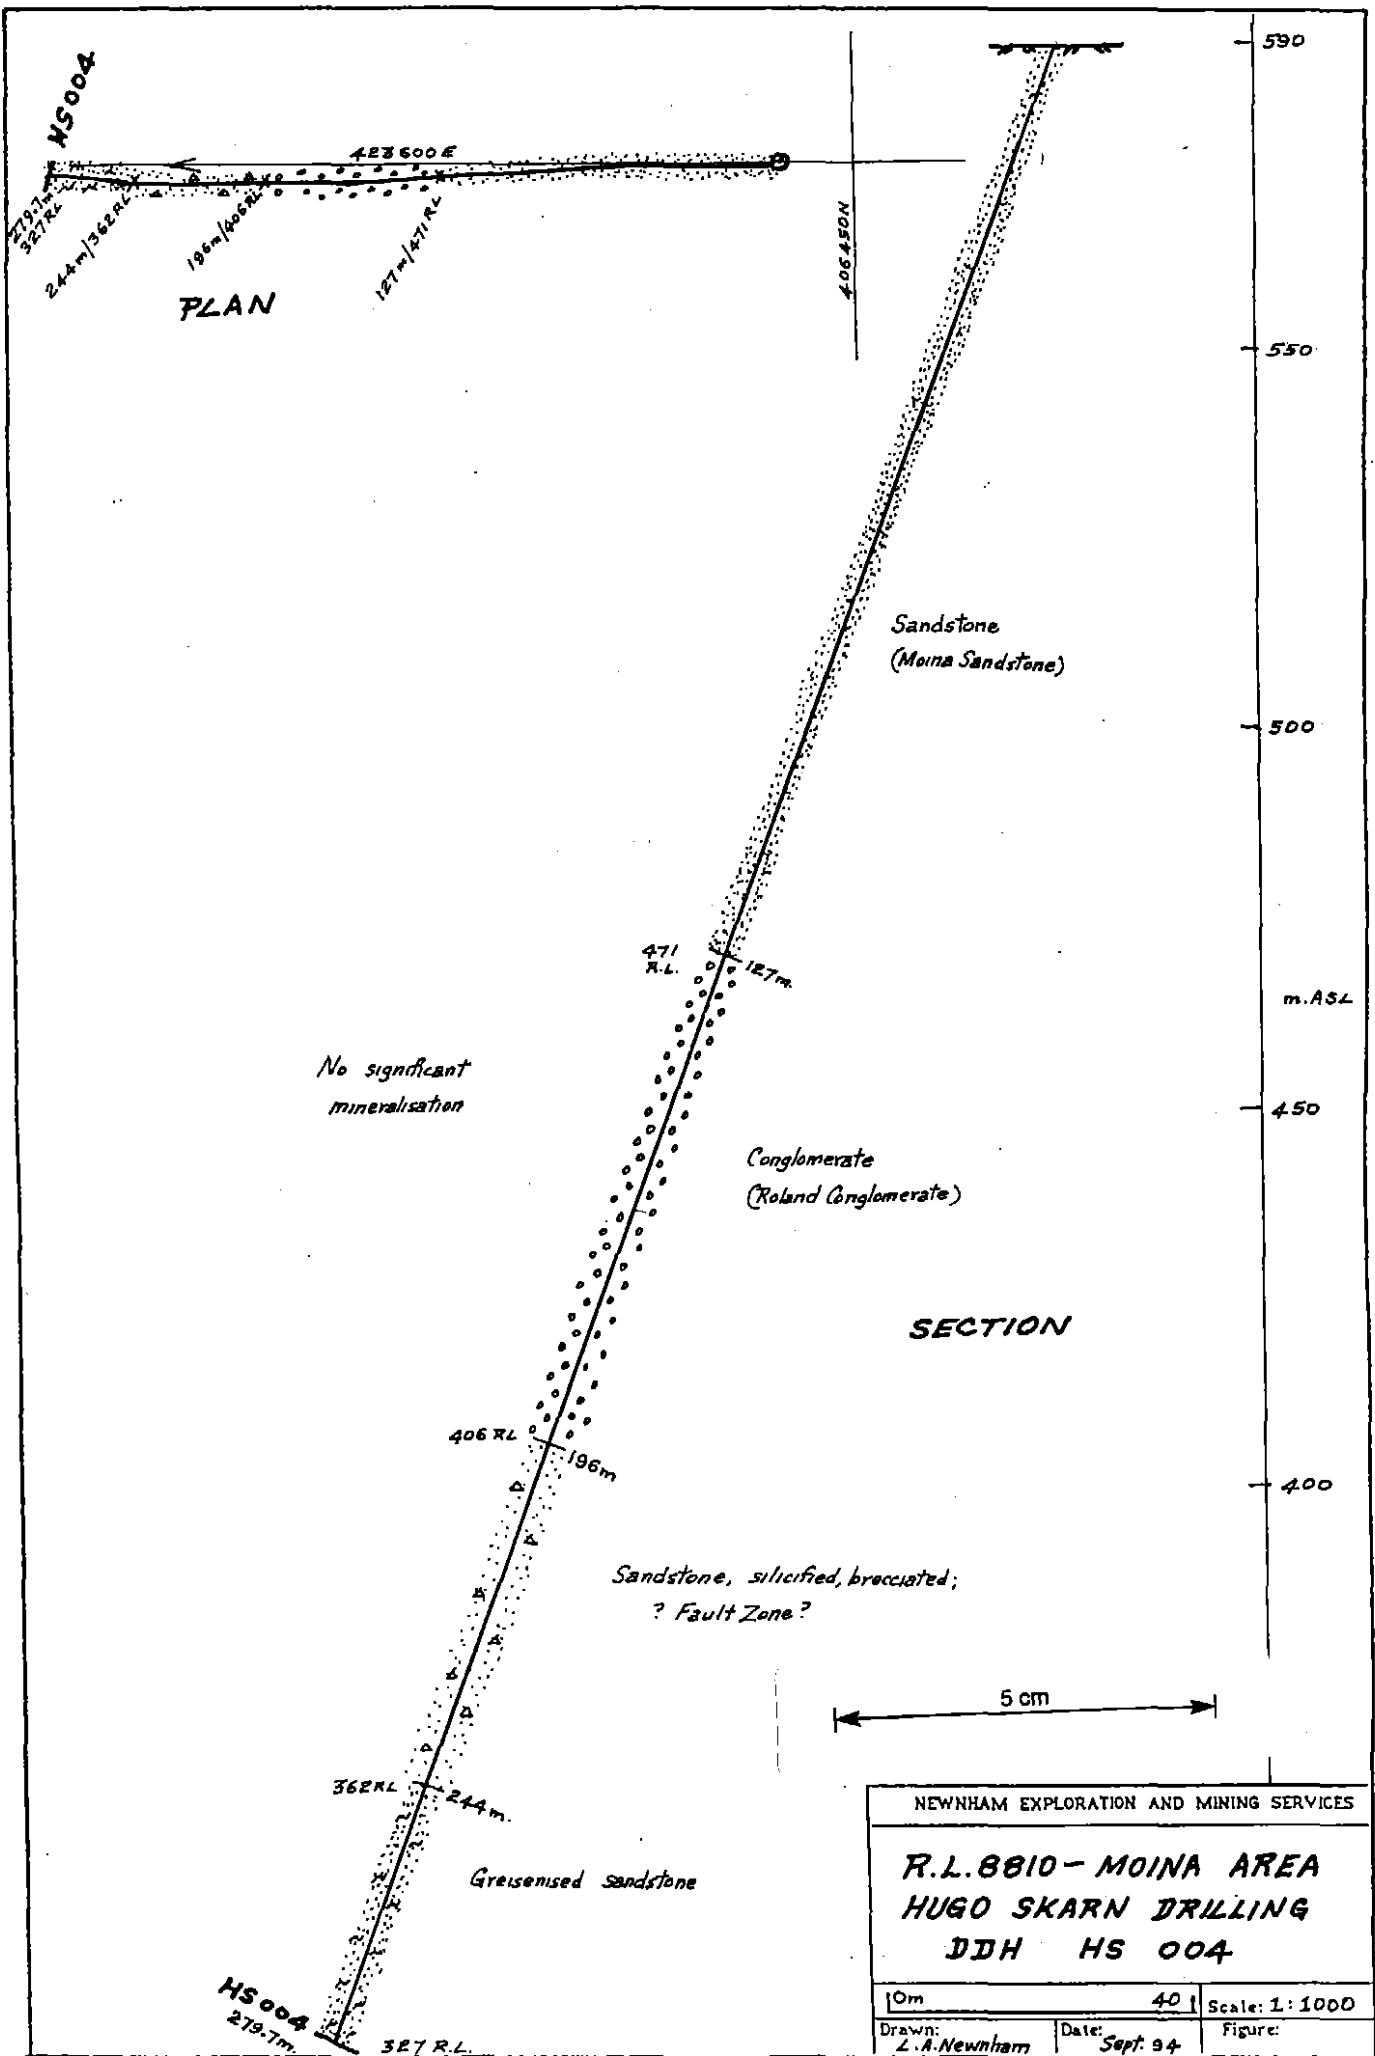 HS004
423600E
279.7m
327RL
244m/362RL
196m/406RL
127m/471RL
PLAN
406450N
590
550
500
m.ASL
450
400
Sandstone
(Moina Sandstone)
471
R.L.
127m.
No significant
mineralisation
Conglomerate
(Roland Conglomerate)
SECTION
406 RL
196m
Sandstone, silicified, brecciated;
? Fault Zone?
5 cm
362RL
244m.
Greisenised sandstone
HS004
279.7m.
327 R.L.
NEWNHAM EXPLORATION AND MINING SERVICES
R.L.8810 - MOINA AREA
HUGO SKARN DRILLING
DDH HS 004
0m 40
Scale: 1:1000
Drawn:
L.A.Newnham
Date:
Sept. 94
Figure: